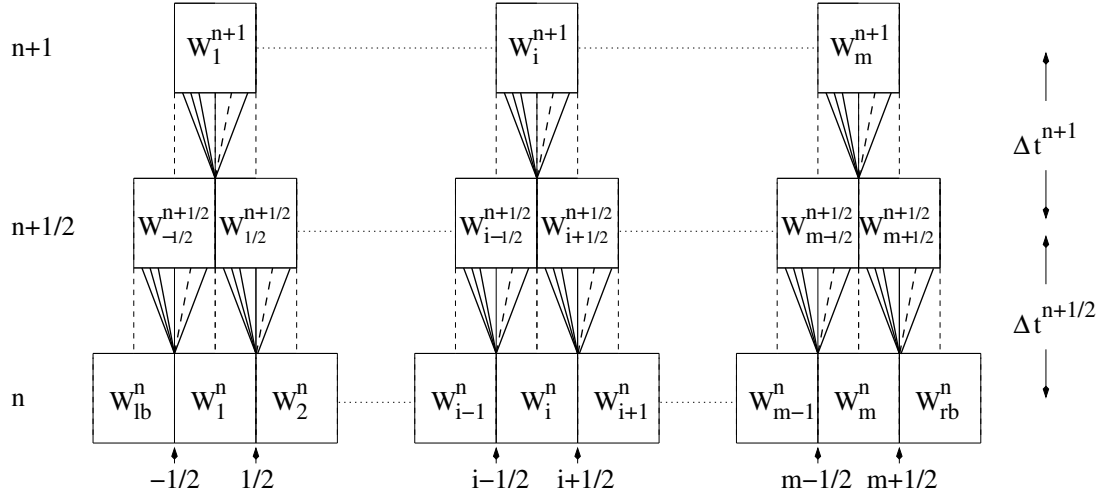 n+1 W_1^{n+1} W_i^{n+1} W_m^{n+1}
Δt^{n+1}
n+1/2 W_{-1/2}^{n+1/2} W_{1/2}^{n+1/2} W_{i-1/2}^{n+1/2} W_{i+1/2}^{n+1/2} W_{m-1/2}^{n+1/2} W_{m+1/2}^{n+1/2}
Δt^{n+1/2}
n W_{lb}^n W_1^n W_2^n W_{i-1}^n W_i^n W_{i+1}^n W_{m-1}^n W_m^n W_{rb}^n
-1/2 1/2 i-1/2 i+1/2 m-1/2 m+1/2